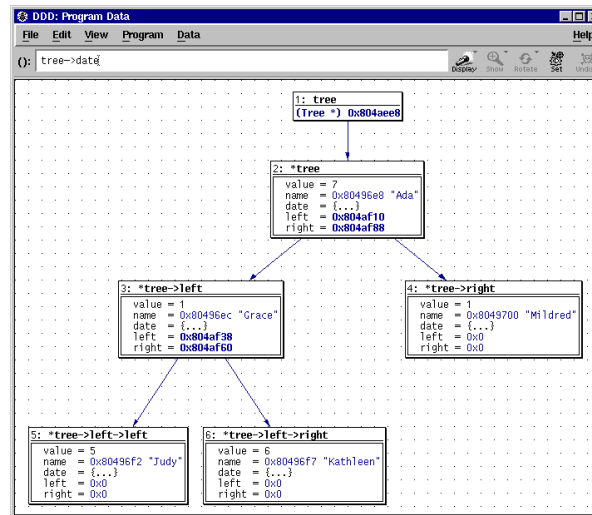 DDD: Program Data
File Edit View Program Data Help
(): tree->date
Display Show Rotate Set Undisp
1: tree
(Tree *) 0x804aee8
2: *tree
value = 7
name = 0x80496e8 "Ada"
date = {...}
left = 0x804af10
right = 0x804af88
3: *tree->left
value = 1
name = 0x80496ec "Grace"
date = {...}
left = 0x804af38
right = 0x804af60
4: *tree->right
value = 1
name = 0x8049700 "Mildred"
date = {...}
left = 0x0
right = 0x0
5: *tree->left->left
value = 5
name = 0x80496f2 "Judy"
date = {...}
left = 0x0
right = 0x0
6: *tree->left->right
value = 6
name = 0x80496f7 "Kathleen"
date = {...}
left = 0x0
right = 0x0